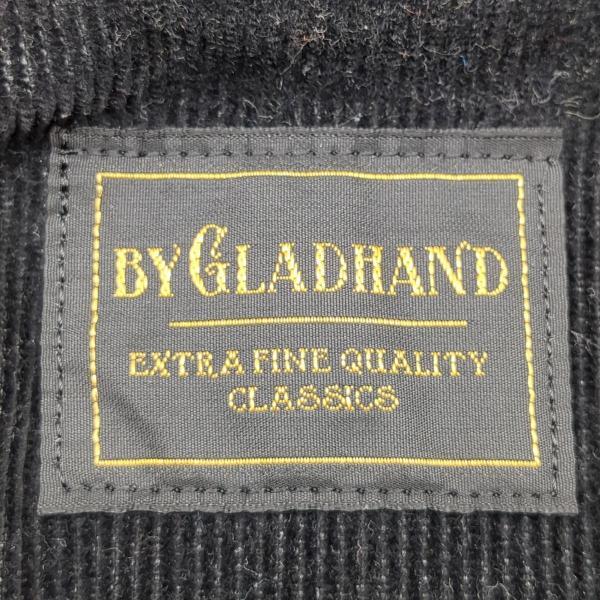 BY GLADHAND
EXTRA FINE QUALITY
CLASSICS